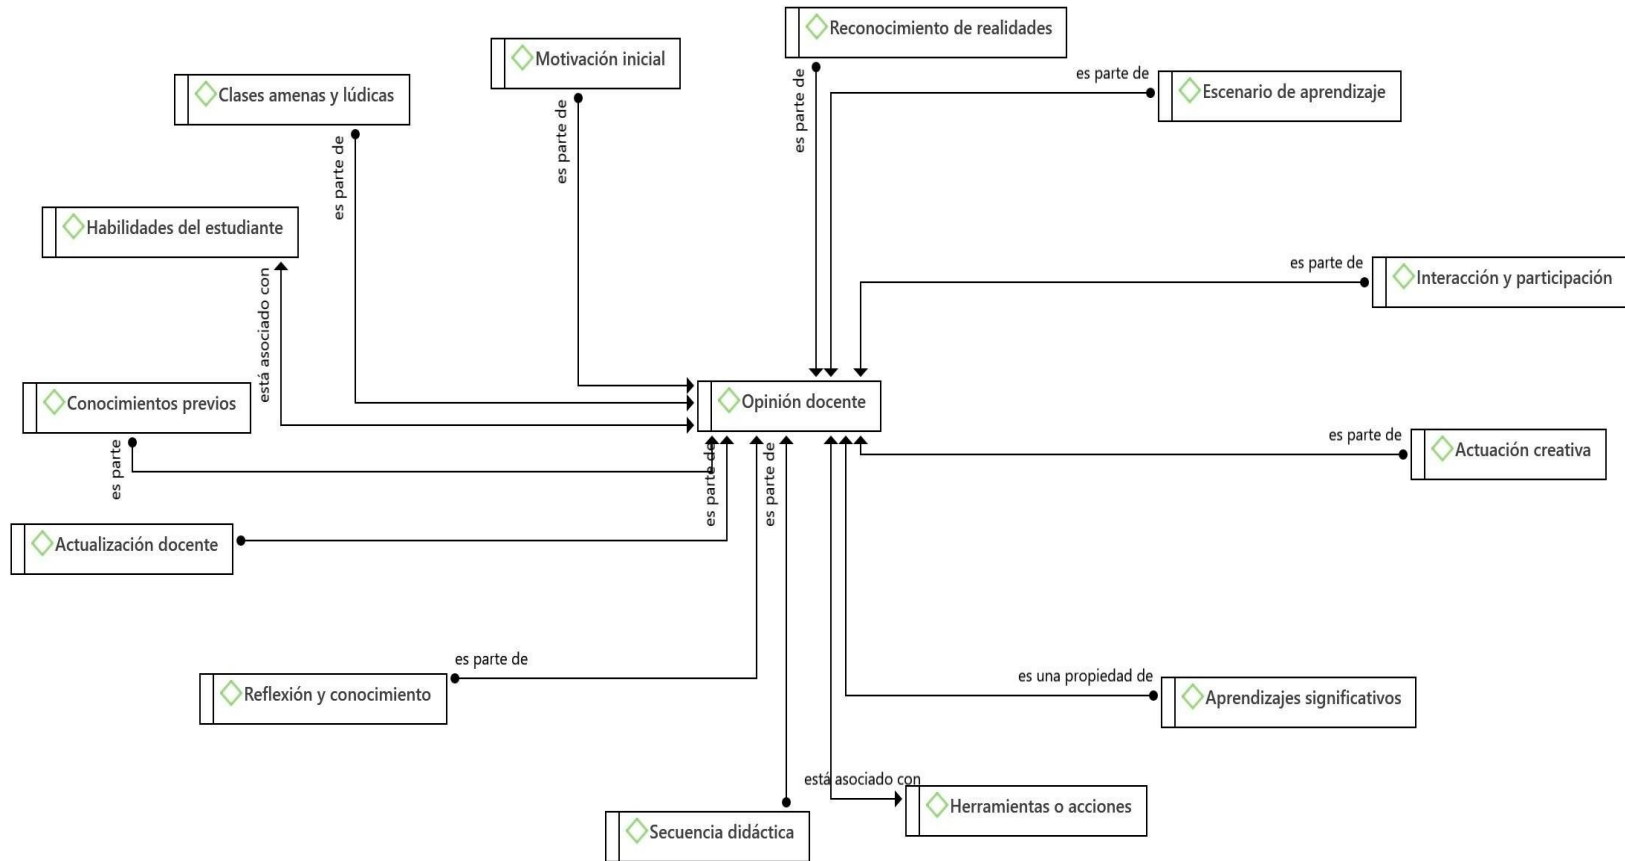 Reconocimiento de realidades
Motivación inicial
Clases amenas y lúdicas
es parte de
Escenario de aprendizaje
es parte de
es parte de
es parte de
Habilidades del estudiante
es parte de
Interacción y participación
está asociado con
Conocimientos previos
Opinión docente
es parte de
Actuación creativa
es parte
es parte de
es parte de
Actualización docente
es parte de
Reflexión y conocimiento
es una propiedad de
Aprendizajes significativos
está asociado con
Herramientas o acciones
Secuencia didáctica